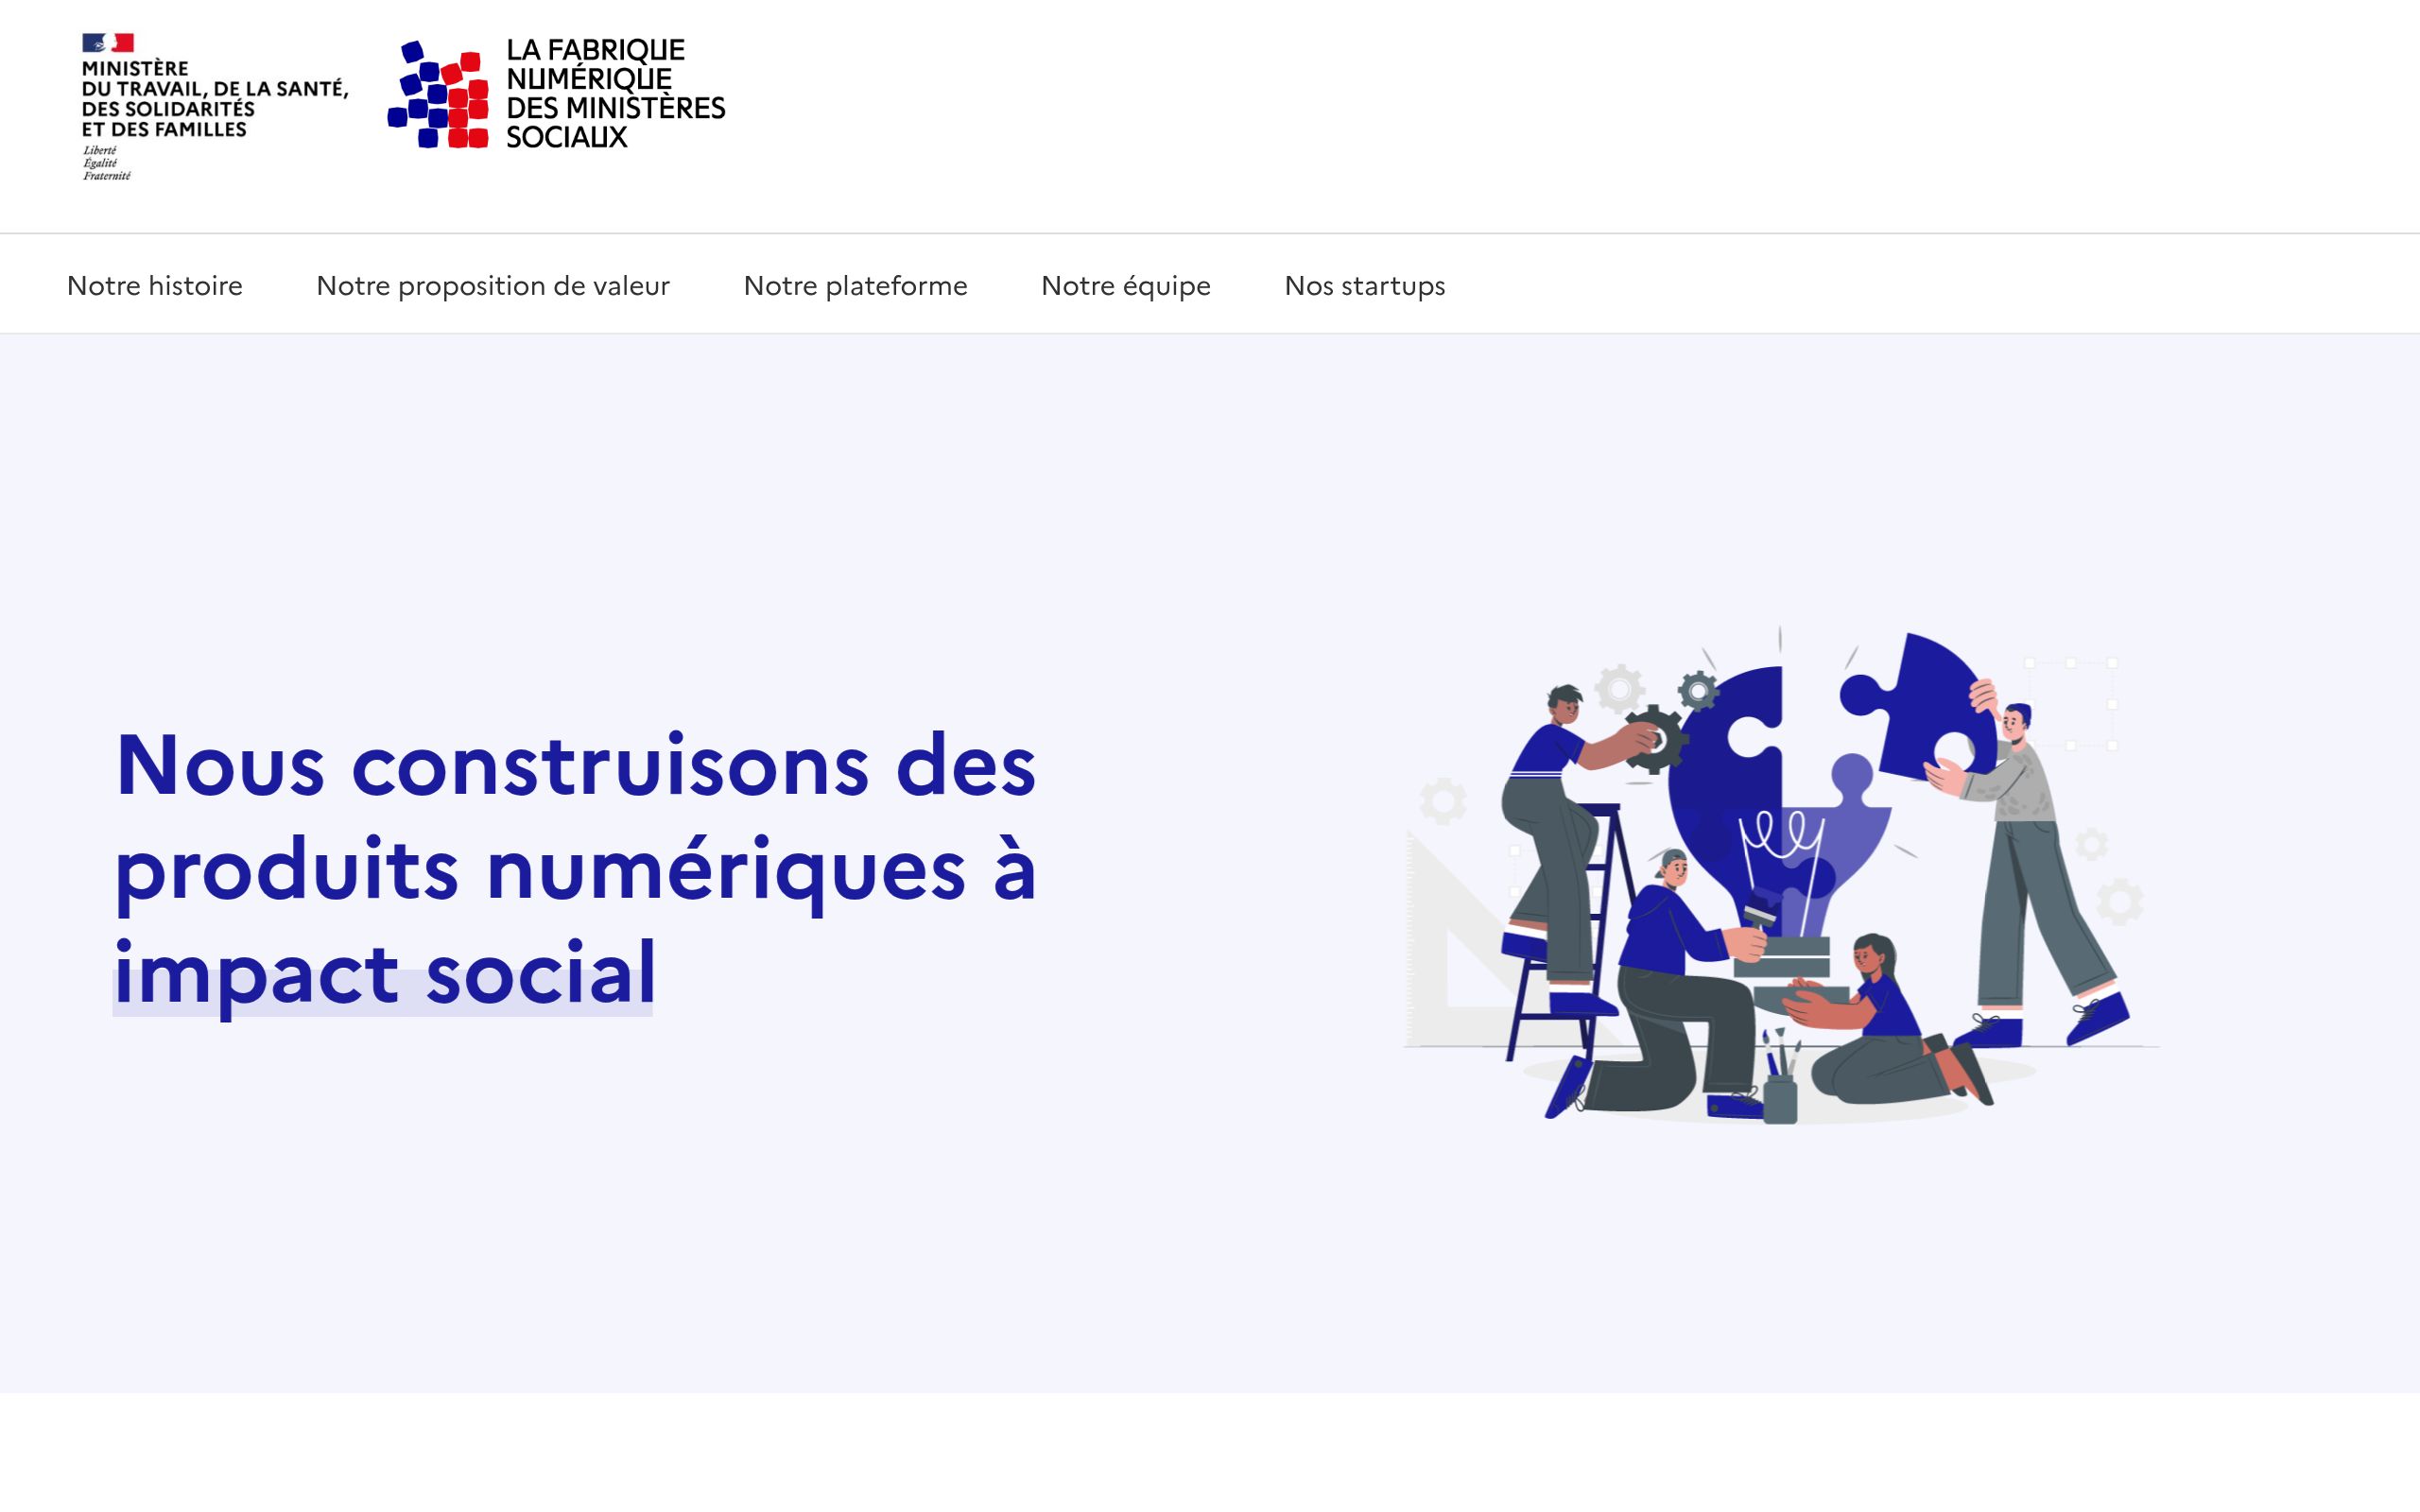 MINISTÈRE
DU TRAVAIL, DE LA SANTÉ,
DES SOLIDARITÉS
ET DES FAMILLES
Liberté
Égalité
Fraternité
LA FABRIQUE
NUMÉRIQUE
DES MINISTÈRES
SOCIAUX
Notre histoire
Notre proposition de valeur
Notre plateforme
Notre équipe
Nos startups
Nous construisons des
produits numériques à
impact social